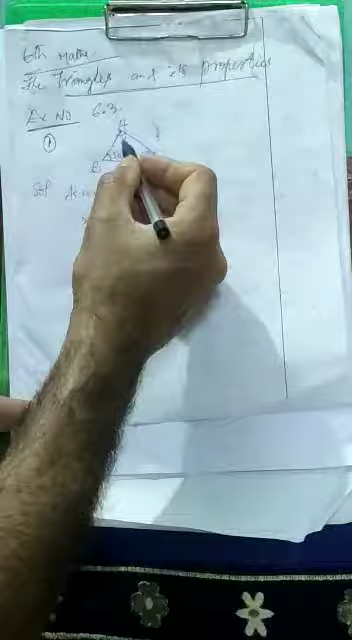 6th Maths.
The Triangles and its properties
Ex No 6.3.
①
A
B
Sol